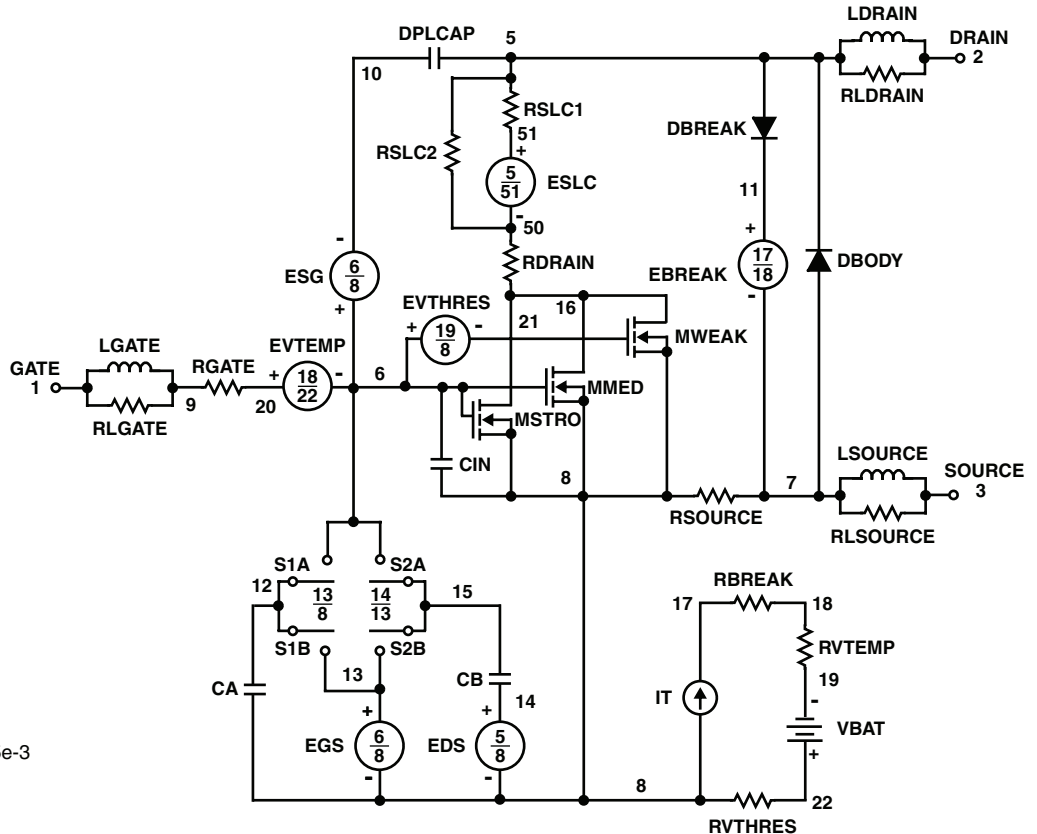 LDRAIN
DPLCAP 5 DRAIN
10 2
RSLC1 RLDRAIN
51 DBREAK
RSLC2 +
5
51 ESLC 11
-
50 +
- 17
18
6
8 RDRAIN EBREAK DBODY
ESG -
+ EVTHRES 16
+ 19
8 - 21 MWEAK
LGATE EVTEMP
GATE RGATE + 18
22 - 6 MMED
1 9 20
RLGATE MSTRO
CIN LSOURCE
8 7 SOURCE
3
RSOURCE
RLSOURCE
S1A S2A
12 13
8 14
13 15 RBREAK
17 18
S1B S2B
RVTEMP
13 CB
CA 14 IT 19
-
+ + VBAT
EGS 6
8 EDS 5
8 +
- - 8
22
RVTHRES
e-3